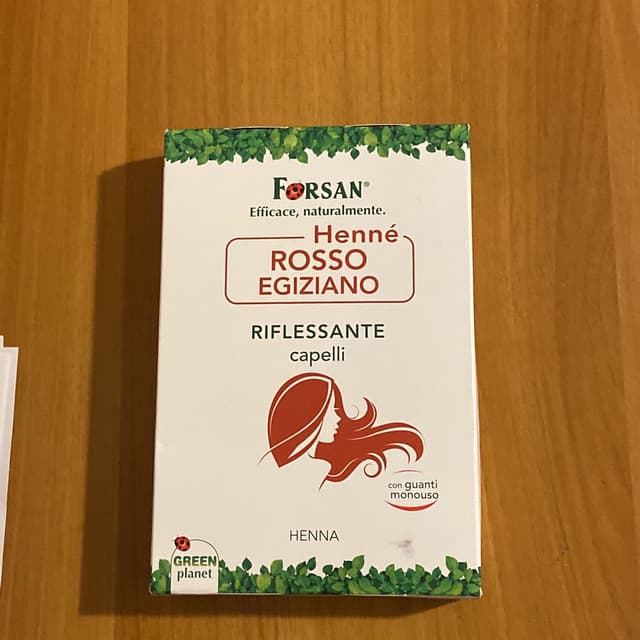 FORSAN®
Efficace, naturalmente.
Henné
ROSSO
EGIZIANO
RIFLESSANTE
capelli
con guanti
monouso
HENNA
GREEN
planet